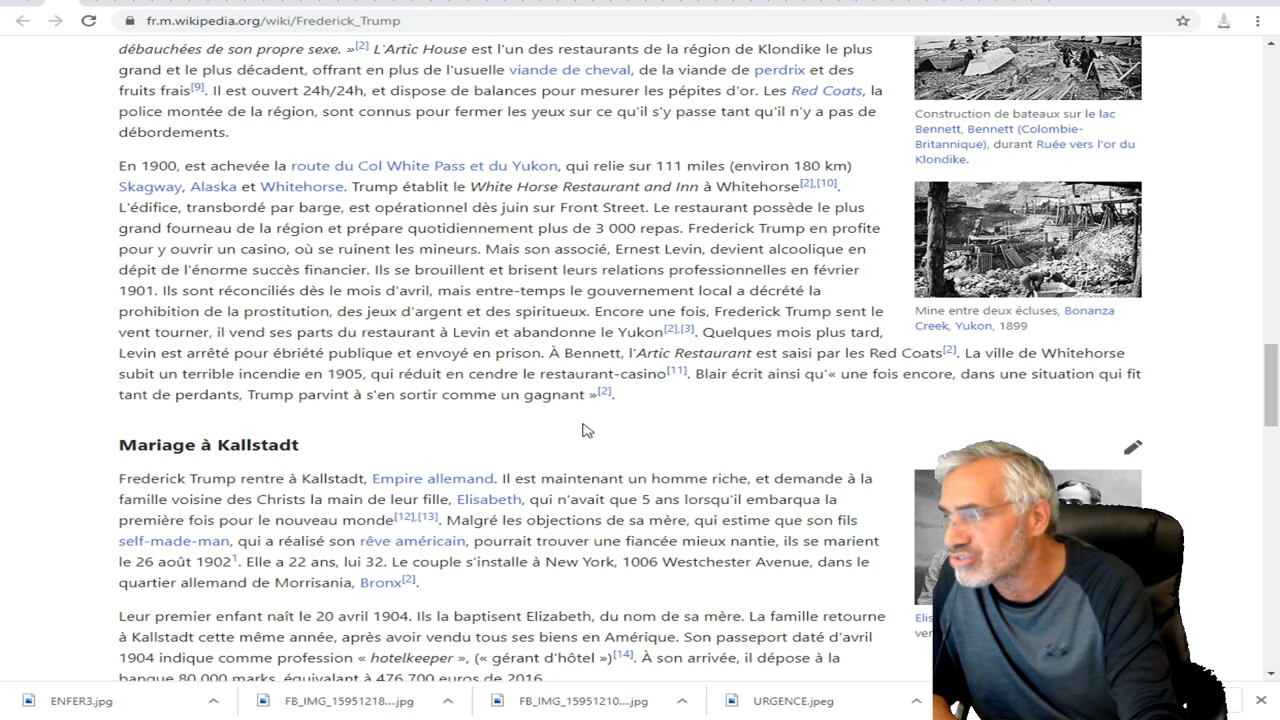 fr.m.wikipedia.org/wiki/Frederick_Trump
débauchées de son propre sexe. »[2] L'Artic House est l'un des restaurants de la région de Klondike le plus
grand et le plus décadent, offrant en plus de l'usuelle viande de cheval, de la viande de perdrix et des
fruits frais[9]. Il est ouvert 24h/24h, et dispose de balances pour mesurer les pépites d'or. Les Red Coats, la
police montée de la région, sont connus pour fermer les yeux sur ce qu'il s'y passe tant qu'il n'y a pas de
débordements.
Construction de bateaux sur le lac
Bennett, Bennett (Colombie-
Britannique), durant Ruée vers l'or du
Klondike.
En 1900, est achevée la route du Col White Pass et du Yukon, qui relie sur 111 miles (environ 180 km)
Skagway, Alaska et Whitehorse. Trump établit le White Horse Restaurant and Inn à Whitehorse[2],[10].
L'édifice, transbordé par barge, est opérationnel dès juin sur Front Street. Le restaurant possède le plus
grand fourneau de la région et prépare quotidiennement plus de 3 000 repas. Frederick Trump en profite
pour y ouvrir un casino, où se ruinent les mineurs. Mais son associé, Ernest Levin, devient alcoolique en
dépit de l'énorme succès financier. Ils se brouillent et brisent leurs relations professionnelles en février
1901. Ils sont réconciliés dès le mois d'avril, mais entre-temps le gouvernement local a décrété la
prohibition de la prostitution, des jeux d'argent et des spiritueux. Encore une fois, Frederick Trump sent le
vent tourner, il vend ses parts du restaurant à Levin et abandonne le Yukon[2],[3]. Quelques mois plus tard,
Levin est arrêté pour ébriété publique et envoyé en prison. À Bennett, l'Artic Restaurant est saisi par les Red Coats[2]. La ville de Whitehorse
subit un terrible incendie en 1905, qui réduit en cendre le restaurant-casino[11]. Blair écrit ainsi qu'« une fois encore, dans une situation qui fit
tant de perdants, Trump parvint à s'en sortir comme un gagnant »[2].
Mine entre deux écluses, Bonanza
Creek, Yukon, 1899
Mariage à Kallstadt
Frederick Trump rentre à Kallstadt, Empire allemand. Il est maintenant un homme riche, et demande à la
famille voisine des Christs la main de leur fille, Elisabeth, qui n'avait que 5 ans lorsqu'il embarqua la
première fois pour le nouveau monde[12],[13]. Malgré les objections de sa mère, qui estime que son fils
self-made-man, qui a réalisé son rêve américain, pourrait trouver une fiancée mieux nantie, ils se marient
le 26 août 1902¹. Elle a 22 ans, lui 32. Le couple s'installe à New York, 1006 Westchester Avenue, dans le
quartier allemand de Morrisania, Bronx[2].
Leur premier enfant naît le 20 avril 1904. Ils la baptisent Elizabeth, du nom de sa mère. La famille retourne
à Kallstadt cette même année, après avoir vendu tous ses biens en Amérique. Son passeport daté d'avril
1904 indique comme profession « hotelkeeper », (« gérant d'hôtel »)[14]. À son arrivée, il dépose à la
banque 80 000 marks, équivalant à 476 700 euros de 2016.
ENFER3.jpg
FB_IMG_15951218....jpg
FB_IMG_15951210....jpg
URGENCE.jpeg